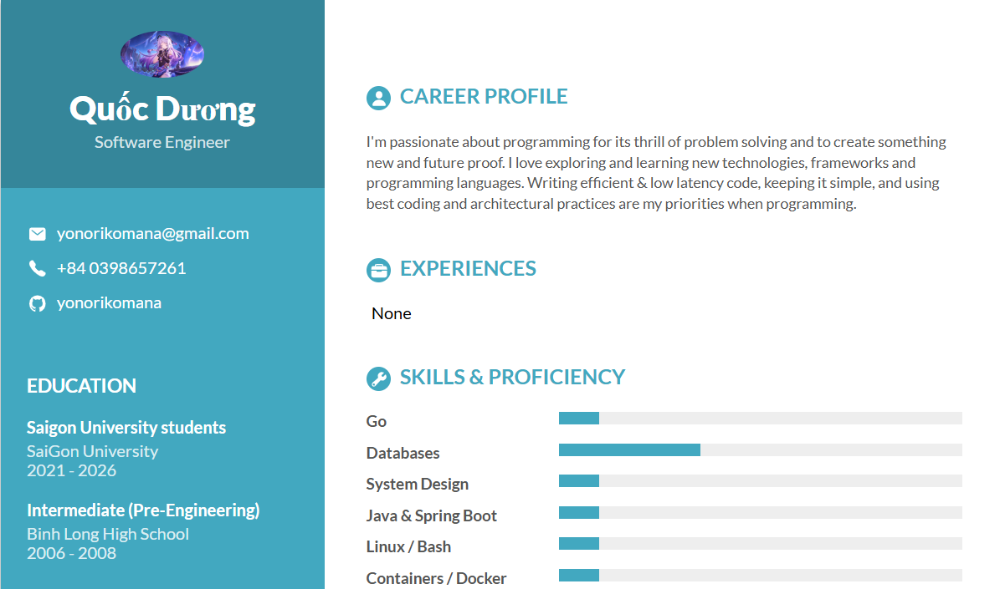 Quốc Dương
Software Engineer
yonorikomana@gmail.com
+84 0398657261
yonorikomana
EDUCATION
Saigon University students
SaiGon University
2021 - 2026
Intermediate (Pre-Engineering)
Binh Long High School
2006 - 2008
CAREER PROFILE
I'm passionate about programming for its thrill of problem solving and to create something
new and future proof. I love exploring and learning new technologies, frameworks and
programming languages. Writing efficient & low latency code, keeping it simple, and using
best coding and architectural practices are my priorities when programming.
EXPERIENCES
None
SKILLS & PROFICIENCY
Go
Databases
System Design
Java & Spring Boot
Linux / Bash
Containers / Docker